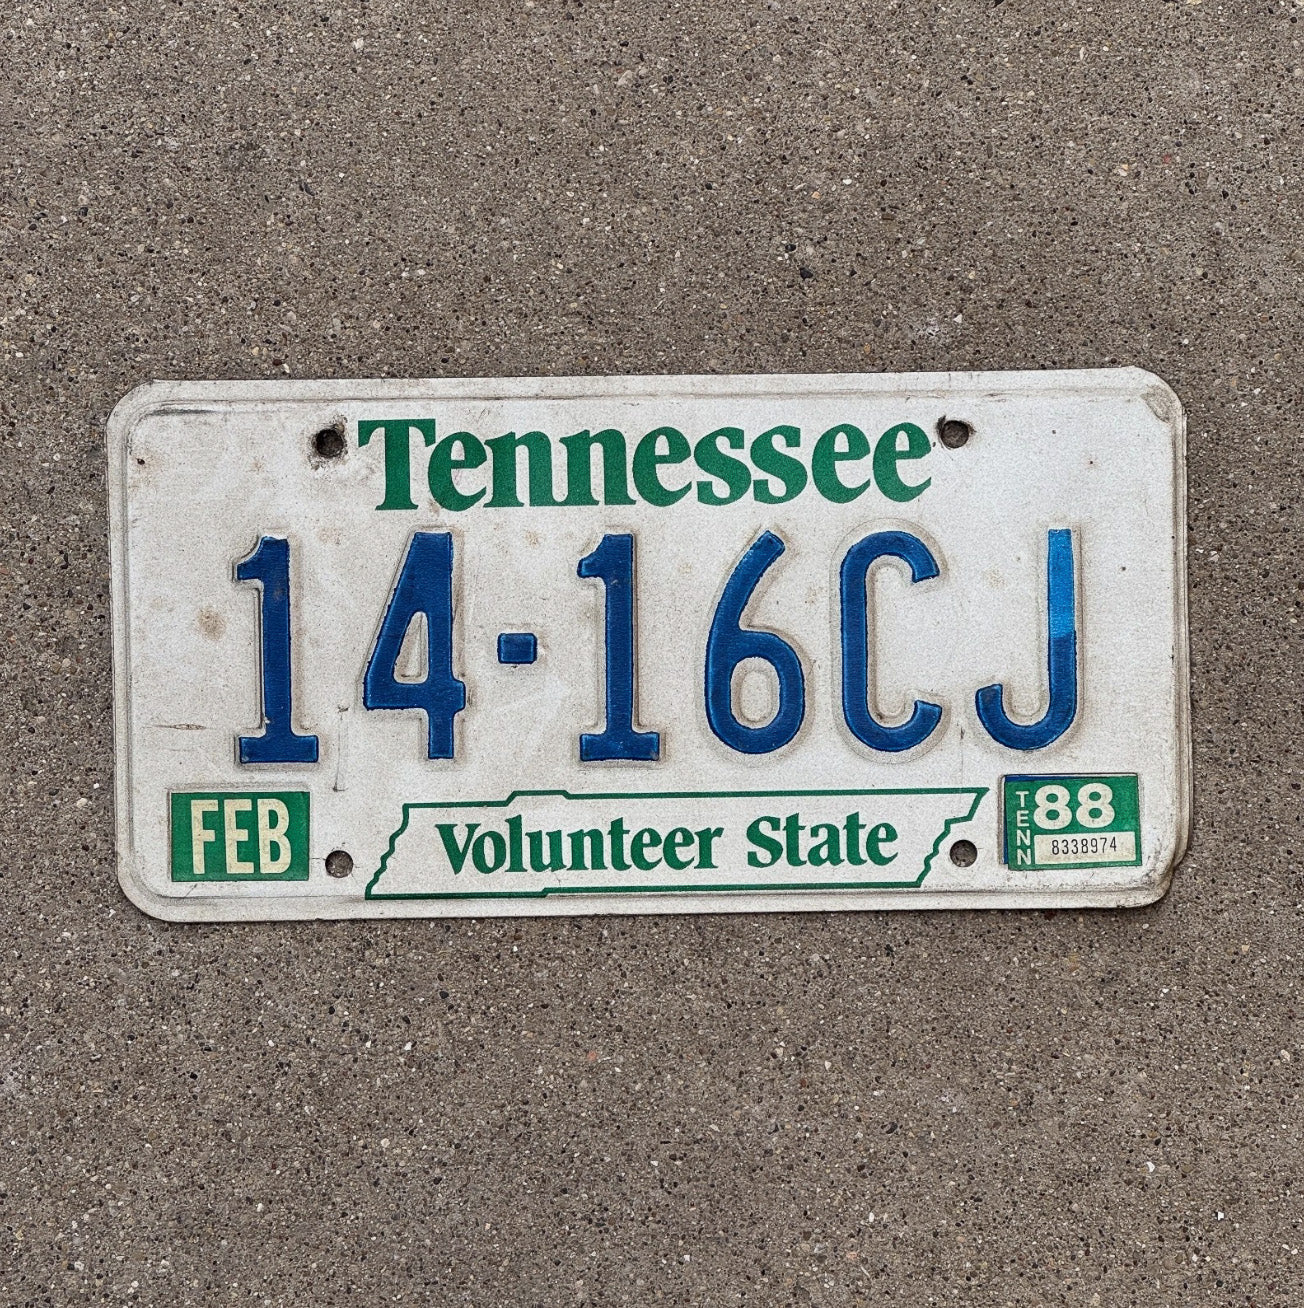 Tennessee
14-16CJ
FEB
Volunteer State
TENN
88
8338974